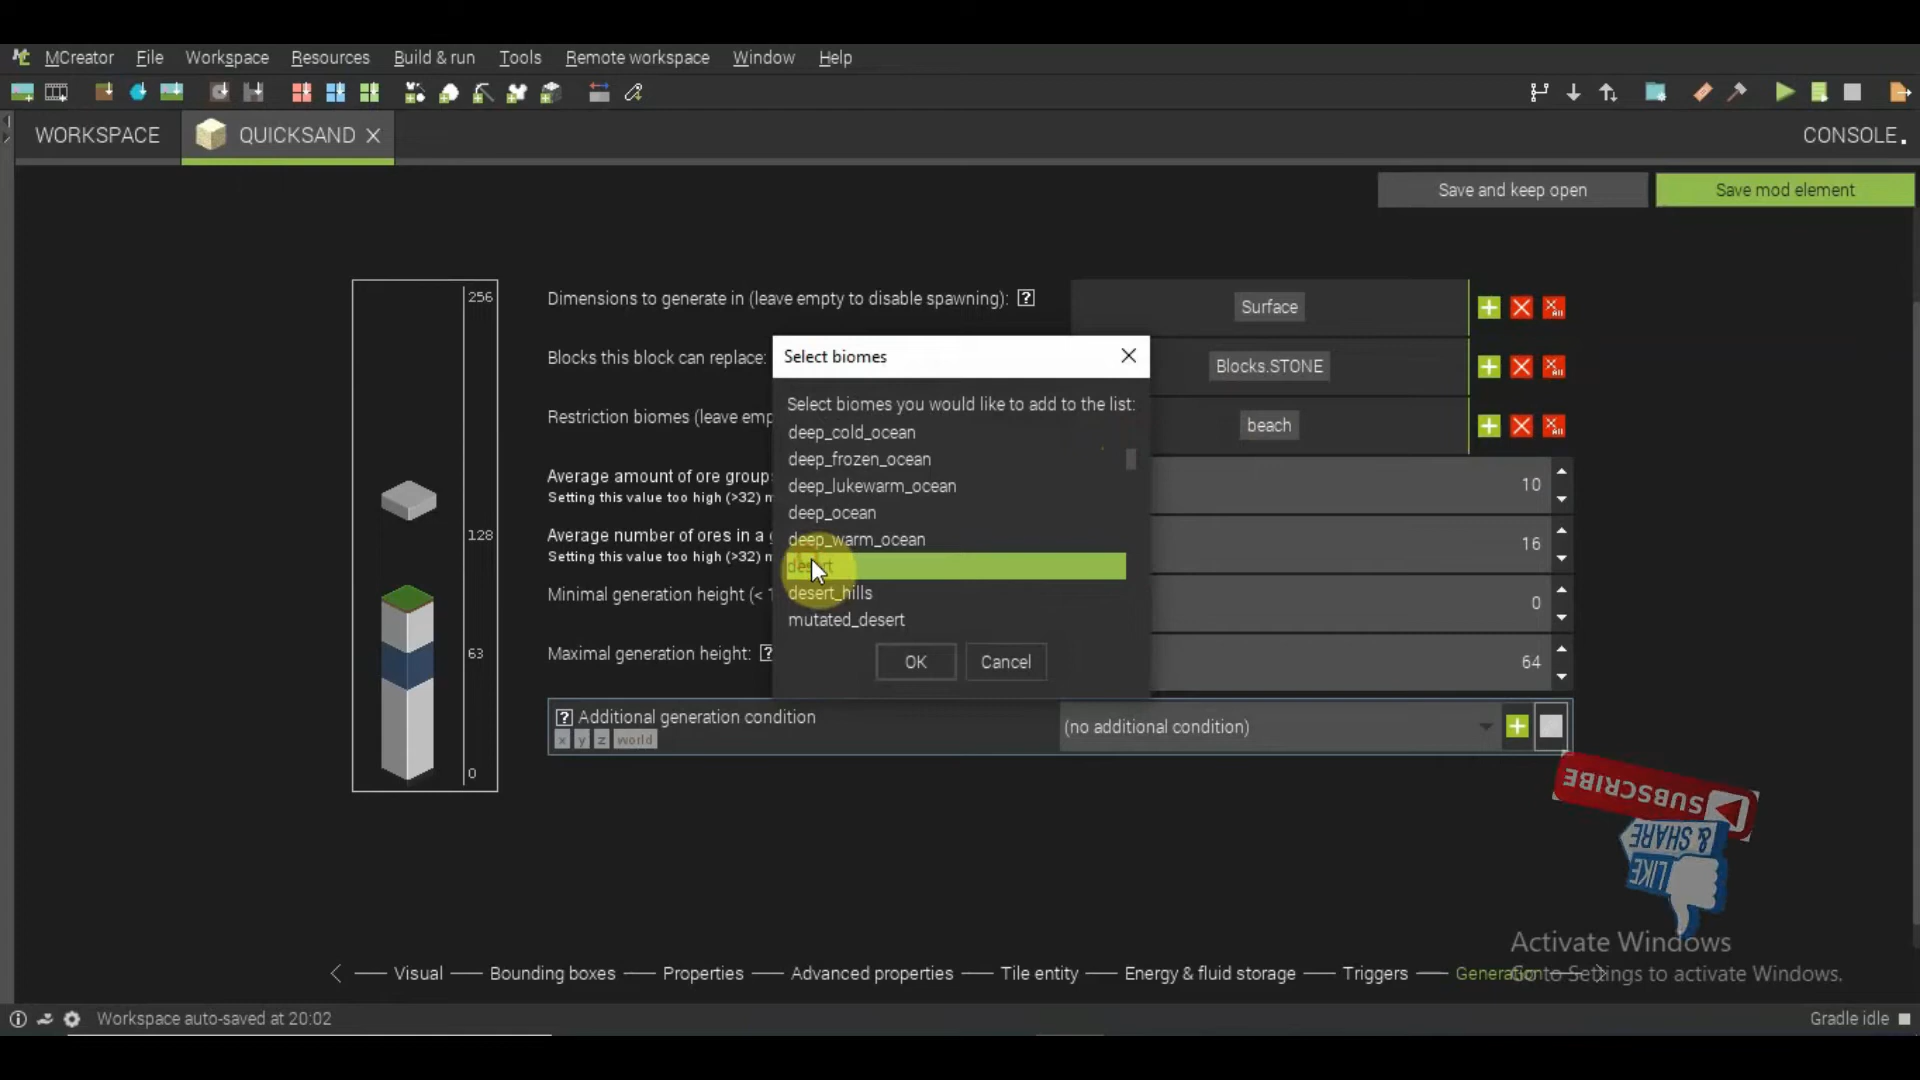 MCreator File Workspace Resources Build & run Tools Remote workspace Window Help
WORKSPACE QUICKSAND CONSOLE
Save and keep open Save mod element
256
Dimensions to generate in (leave empty to disable spawning): ? Surface
Select biomes
Blocks this block can replace: Blocks.STONE
Select biomes you would like to add to the list:
Restriction biomes (leave emp beach
deep_cold_ocean
deep_frozen_ocean
Average amount of ore group 10
Setting this value too high (>32) m
deep_lukewarm_ocean
deep_ocean
128
Average number of ores in a 16
Setting this value too high (>32) m
deep_warm_ocean
desert
Minimal generation height (< 1 0
desert_hills
mutated_desert
63
Maximal generation height: ? 64
OK Cancel
? Additional generation condition (no additional condition)
x y z world
0
SUBSCRIBE
& SHARE
LIKE
Activate Windows
Go to Settings to activate Windows.
Visual Bounding boxes Properties Advanced properties Tile entity Energy & fluid storage Triggers Generation
Workspace auto-saved at 20:02 Gradle idle